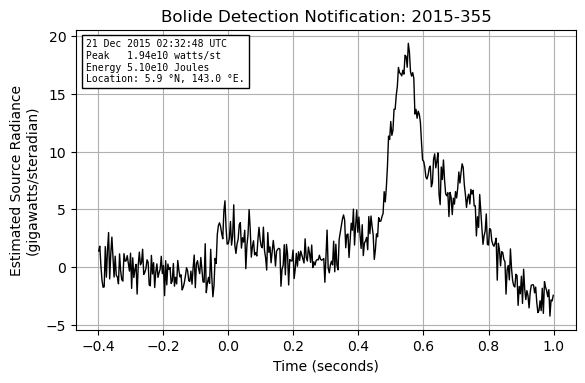 Bolide Detection Notification: 2015-355
21 Dec 2015 02:32:48 UTC
Peak   1.94e10 watts/st
Energy 5.10e10 Joules
Location: 5.9 °N, 143.0 °E.
Estimated Source Radiance
(gigawatts/steradian)
20
15
10
5
0
−5
−0.4 −0.2 0.0 0.2 0.4 0.6 0.8 1.0
Time (seconds)